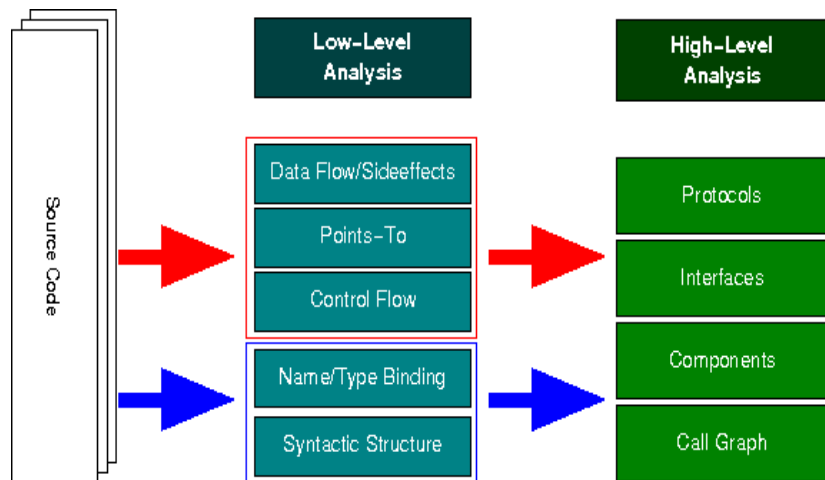 Source Code
Low-Level
Analysis
Data Flow/Sideeffects
Points-To
Control Flow
Name/Type Binding
Syntactic Structure
High-Level
Analysis
Protocols
Interfaces
Components
Call Graph